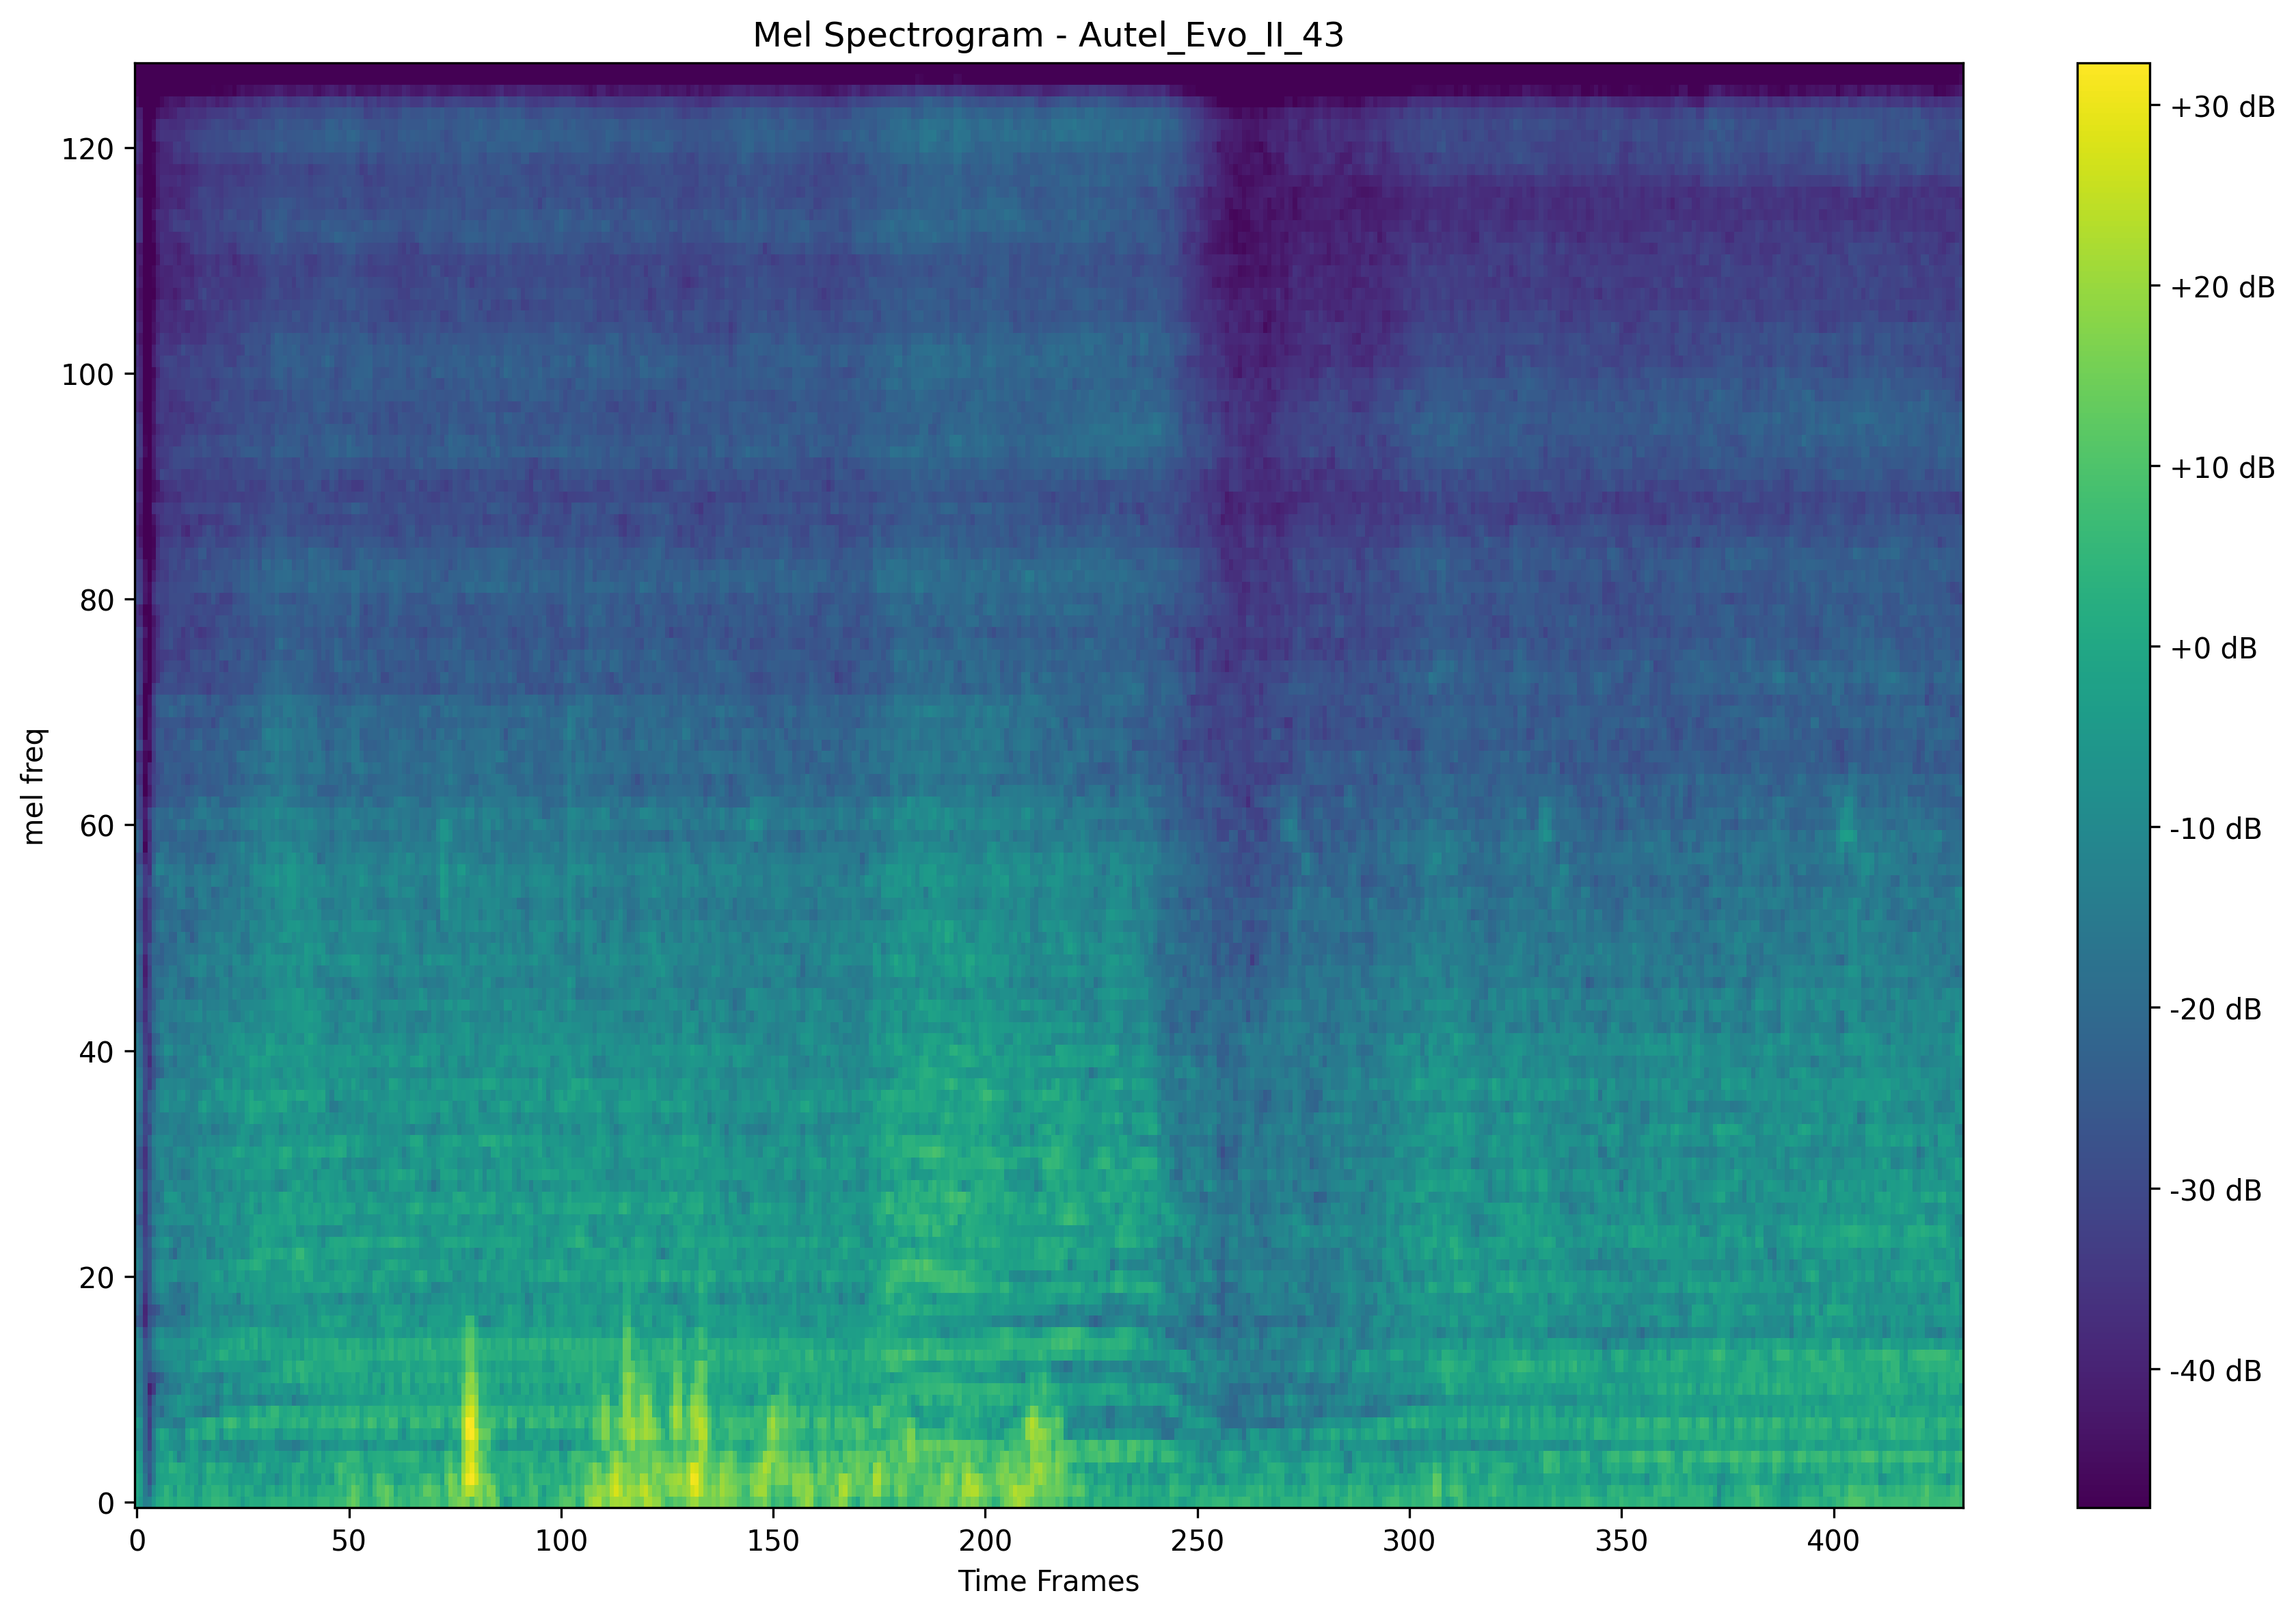 Mel Spectrogram - Autel_Evo_II_43
mel freq
120
100
80
60
40
20
0
0 50 100 150 200 250 300 350 400
Time Frames
+30 dB
+20 dB
+10 dB
+0 dB
-10 dB
-20 dB
-30 dB
-40 dB